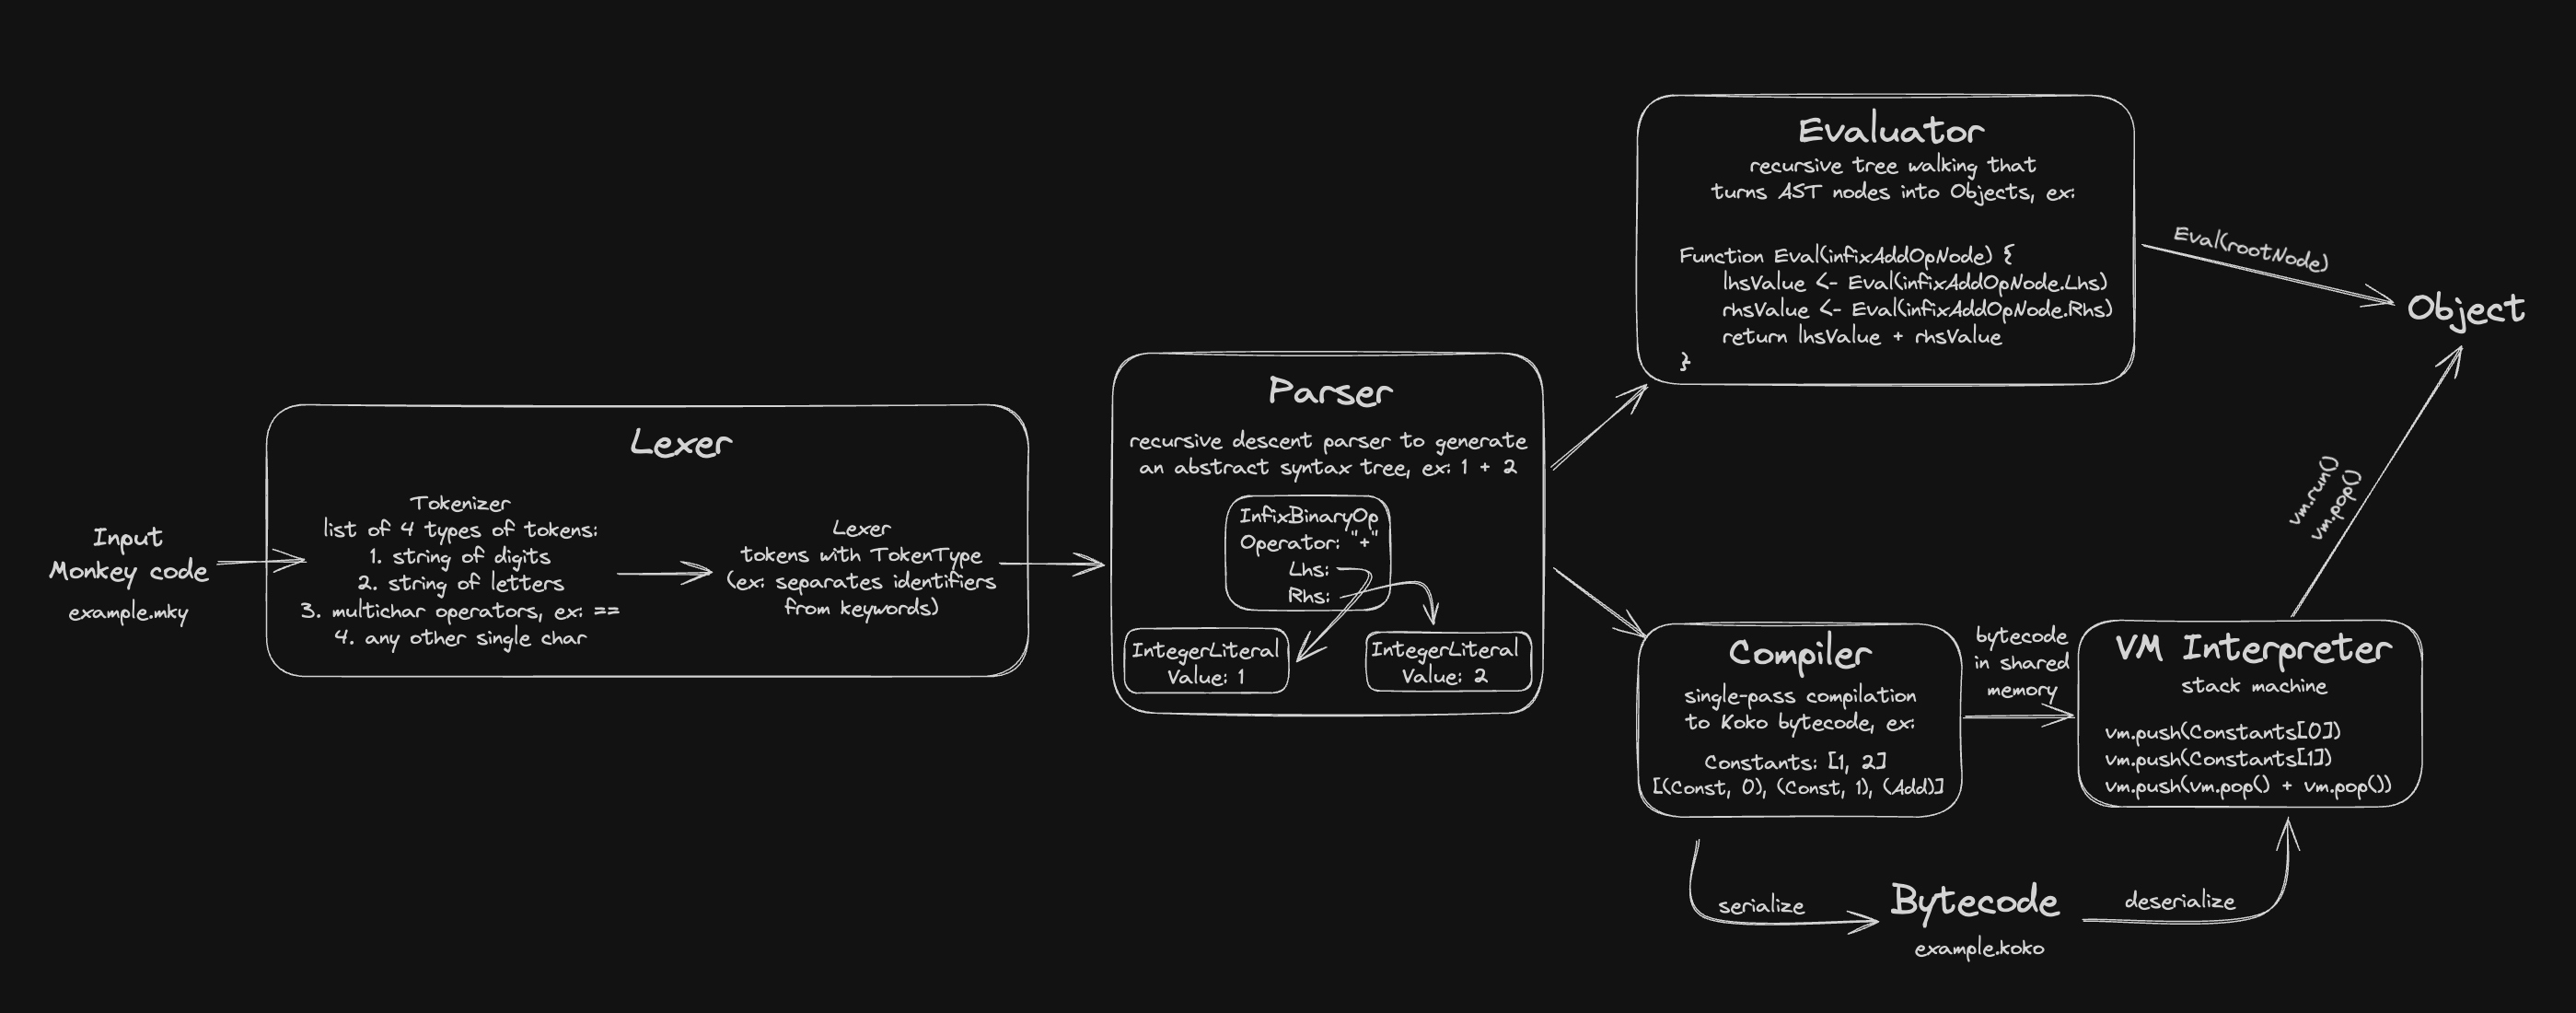 Input
Monkey code
example.mky
Lexer
Tokenizer
list of 4 types of tokens:
1. string of digits
2. string of letters
3. multichar operators, ex: ==
4. any other single char
Lexer
tokens with TokenType
(ex: separates identifiers
from keywords)
Parser
recursive descent parser to generate
an abstract syntax tree, ex: 1 + 2
InfixBinaryOp
Operator: "+"
Lhs:
Rhs:
IntegerLiteral
Value: 1
IntegerLiteral
Value: 2
Evaluator
recursive tree walking that
turns AST nodes into Objects, ex:
Function Eval(infixAddOpNode) {
lhsValue <- Eval(infixAddOpNode.Lhs)
rhsValue <- Eval(infixAddOpNode.Rhs)
return lhsValue + rhsValue
}
Eval(rootNode)
Object
Compiler
single-pass compilation
to Koko bytecode, ex:
Constants: [1, 2]
[(Const, 0), (Const, 1), (Add)]
bytecode
in shared
memory
VM Interpreter
stack machine
vm.push(Constants[0])
vm.push(Constants[1])
vm.push(vm.pop() + vm.pop())
vm.run()
vm.pop()
serialize
Bytecode
example.koko
deserialize